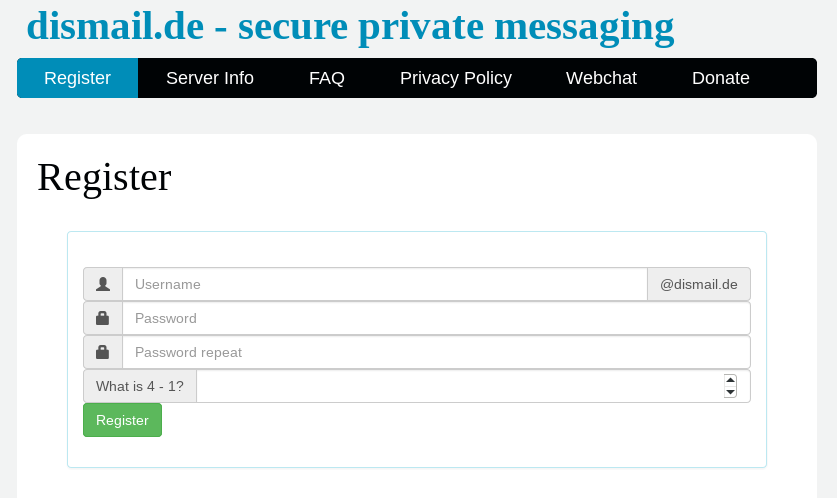 dismail.de - secure private messaging
Register Server Info FAQ Privacy Policy Webchat Donate
Register
Username @dismail.de
Password
Password repeat
What is 4 - 1?
Register